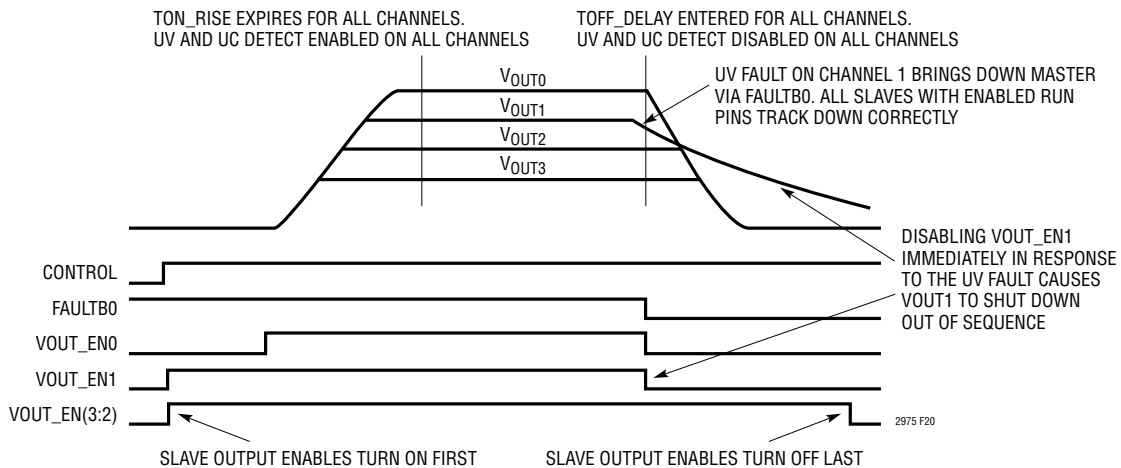 TON_RISE EXPIRES FOR ALL CHANNELS.
UV AND UC DETECT ENABLED ON ALL CHANNELS
TOFF_DELAY ENTERED FOR ALL CHANNELS.
UV AND UC DETECT DISABLED ON ALL CHANNELS
VOUT0
VOUT1
VOUT2
VOUT3
UV FAULT ON CHANNEL 1 BRINGS DOWN MASTER
VIA FAULTB0. ALL SLAVES WITH ENABLED RUN
PINS TRACK DOWN CORRECTLY
DISABLING VOUT_EN1
IMMEDIATELY IN RESPONSE
TO THE UV FAULT CAUSES
VOUT1 TO SHUT DOWN
OUT OF SEQUENCE
CONTROL
FAULTB0
VOUT_EN0
VOUT_EN1
VOUT_EN(3:2)
2975 F20
SLAVE OUTPUT ENABLES TURN ON FIRST
SLAVE OUTPUT ENABLES TURN OFF LAST